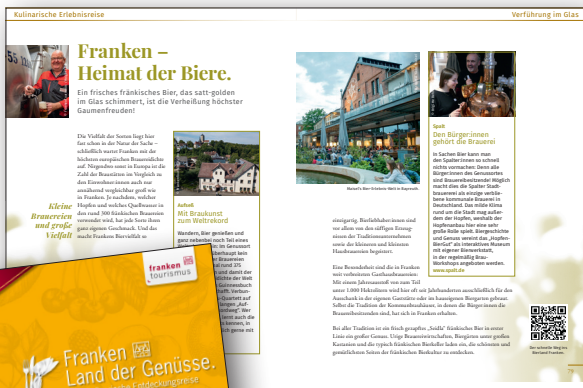 Kulinarische Erlebnisreise
Verführung im Glas
Franken –
Heimat der Biere.
Ein frisches fränkisches Bier, das satt-golden
im Glas schimmert, ist die Verheißung höchster
Gaumenfreuden!
Kleine
Brauereien
und große
Vielfalt
Die Vielfalt der Sorten liegt hier
fast schon in der Natur der Sache –
schließlich wartet Franken mit der
höchsten europäischen Brauereidichte
auf. Nirgendwo sonst in Europa ist die
Zahl der Braustätten im Vergleich zu
den Einwohner:innen auch nur
annähernd vergleichbar groß wie
in Franken. Je nachdem, welcher
Hopfen und welches Quellwasser in
den rund 300 fränkischen Brauereien
verwendet wird, hat jede Sorte ihren
ganz eigenen Geschmack. Und das
macht Frankens Biervielfalt so
Aufseß
Mit Braukunst
zum Weltrekord
Wandern, Bier genießen und
ganz nebenbei noch Teil eines
franken
tourismus
Franken
Land der Genüsse.
Maisel's Bier-Erlebnis-Welt in Bayreuth.
einzigartig. Bierliebhaber:innen sind
vor allem von den süffigen Erzeug-
nissen der Traditionsunternehmen
sowie der kleineren und kleinsten
Hausbrauereien begeistert.
Eine Besonderheit sind die in Franken
weit verbreiteten Gasthausbrauereien:
Mit einem Jahresausstoß von zum Teil
unter 1.000 Hektolitern wird hier oft seit Jahrhunderten ausschließlich für den
Ausschank in der eigenen Gaststätte oder im hauseigenen Biergarten gebraut.
Selbst die Tradition der Kommunbrauhäuser, in denen die Bürger:innen die
Braubesitzenden sind, hat sich in Franken erhalten.
Bei aller Tradition ist ein frisch gezapftes „Seidla" fränkisches Bier in erster
Linie ein großer Genuss. Urige Brauereiwirtschaften, Biergärten unter großen
Kastanien und die typisch fränkischen Bierkeller laden ein, die schönsten und
gemütlichsten Seiten der fränkischen Bierkultur zu entdecken.
Spalt
Den Bürger:innen
gehört die Brauerei
In Sachen Bier kann man
den Spalter:innen so schnell
nichts vormachen: Denn alle
Bürger:innen des Genussortes
sind Brauereibesitzende! Möglich
macht dies die Spalter Stadt-
brauerei als einzige verblie-
bene kommunale Brauerei in
Deutschland. Das milde Klima
rund um die Stadt mag außer-
dem der Hopfen, weshalb der
Hopfenanbau hier eine sehr
große Rolle spielt. Biergeschichte
und Genuss vereint das „Hopfen-
BierGut" als interaktives Museum
mit eigener Bierwerkstatt,
in der regelmäßig Brau-
Workshops angeboten werden.
www.spalt.de
Der schnelle Weg ins
Bierland Franken.